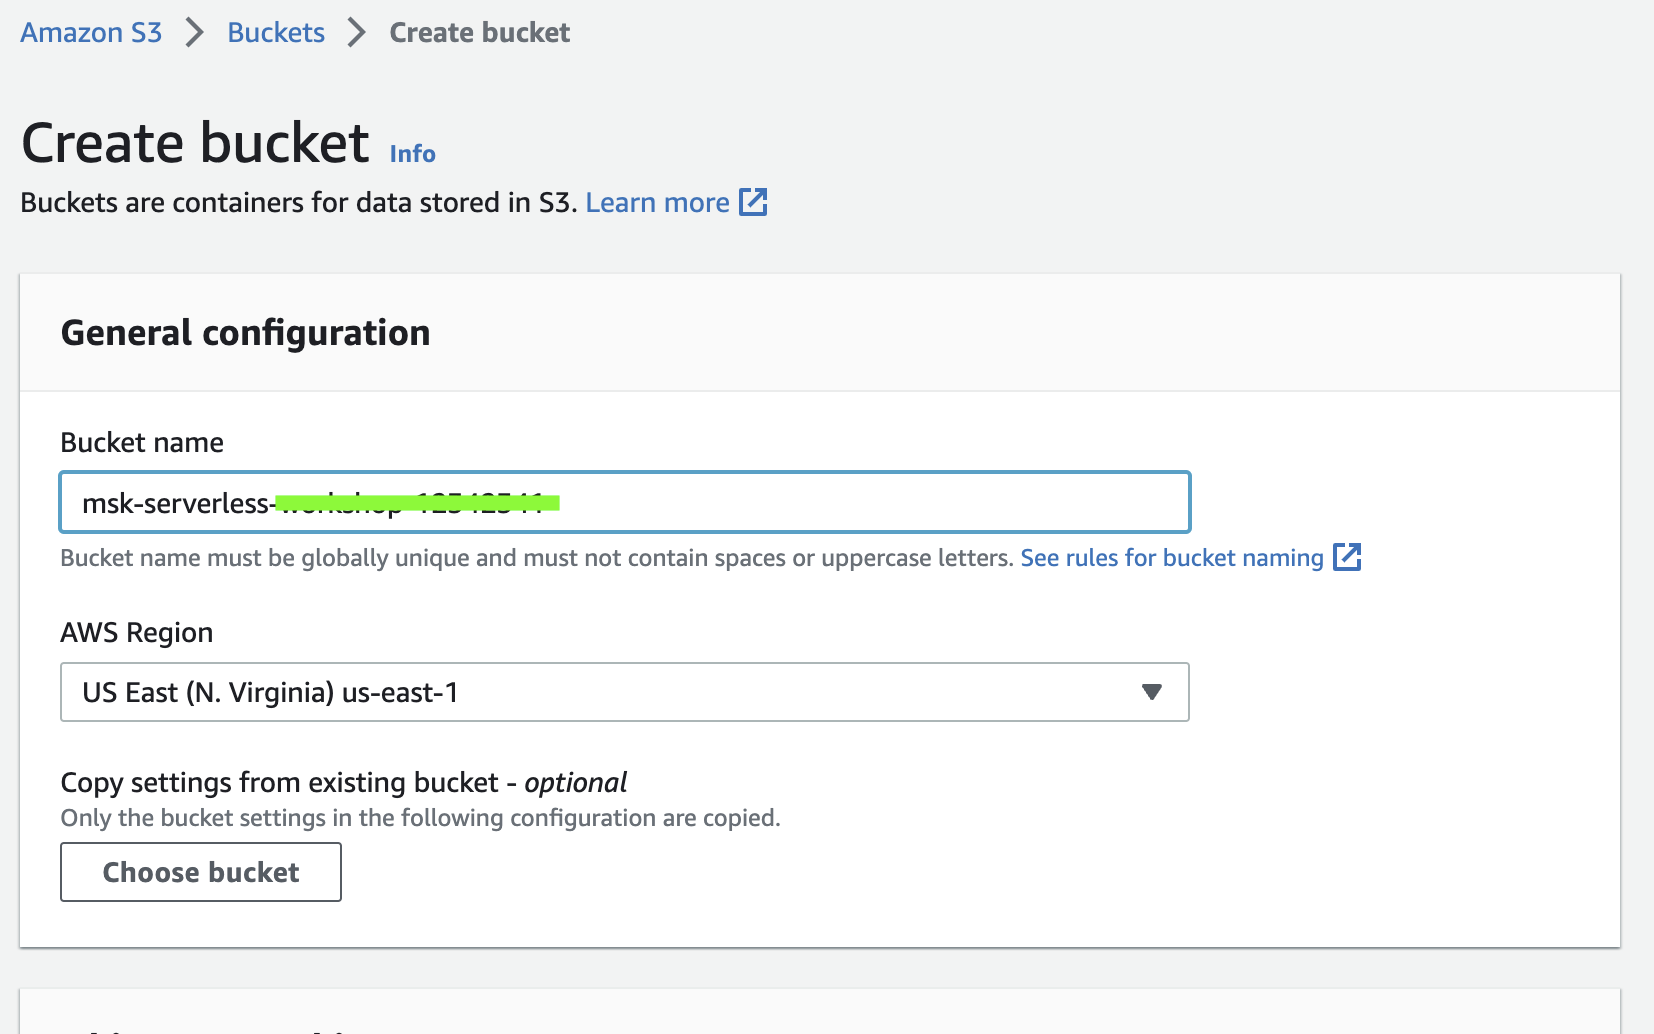 Amazon S3 > Buckets > Create bucket
Create bucket Info
Buckets are containers for data stored in S3. Learn more
General configuration
Bucket name
msk-serverless-
Bucket name must be globally unique and must not contain spaces or uppercase letters. See rules for bucket naming
AWS Region
US East (N. Virginia) us-east-1
Copy settings from existing bucket - optional
Only the bucket settings in the following configuration are copied.
Choose bucket